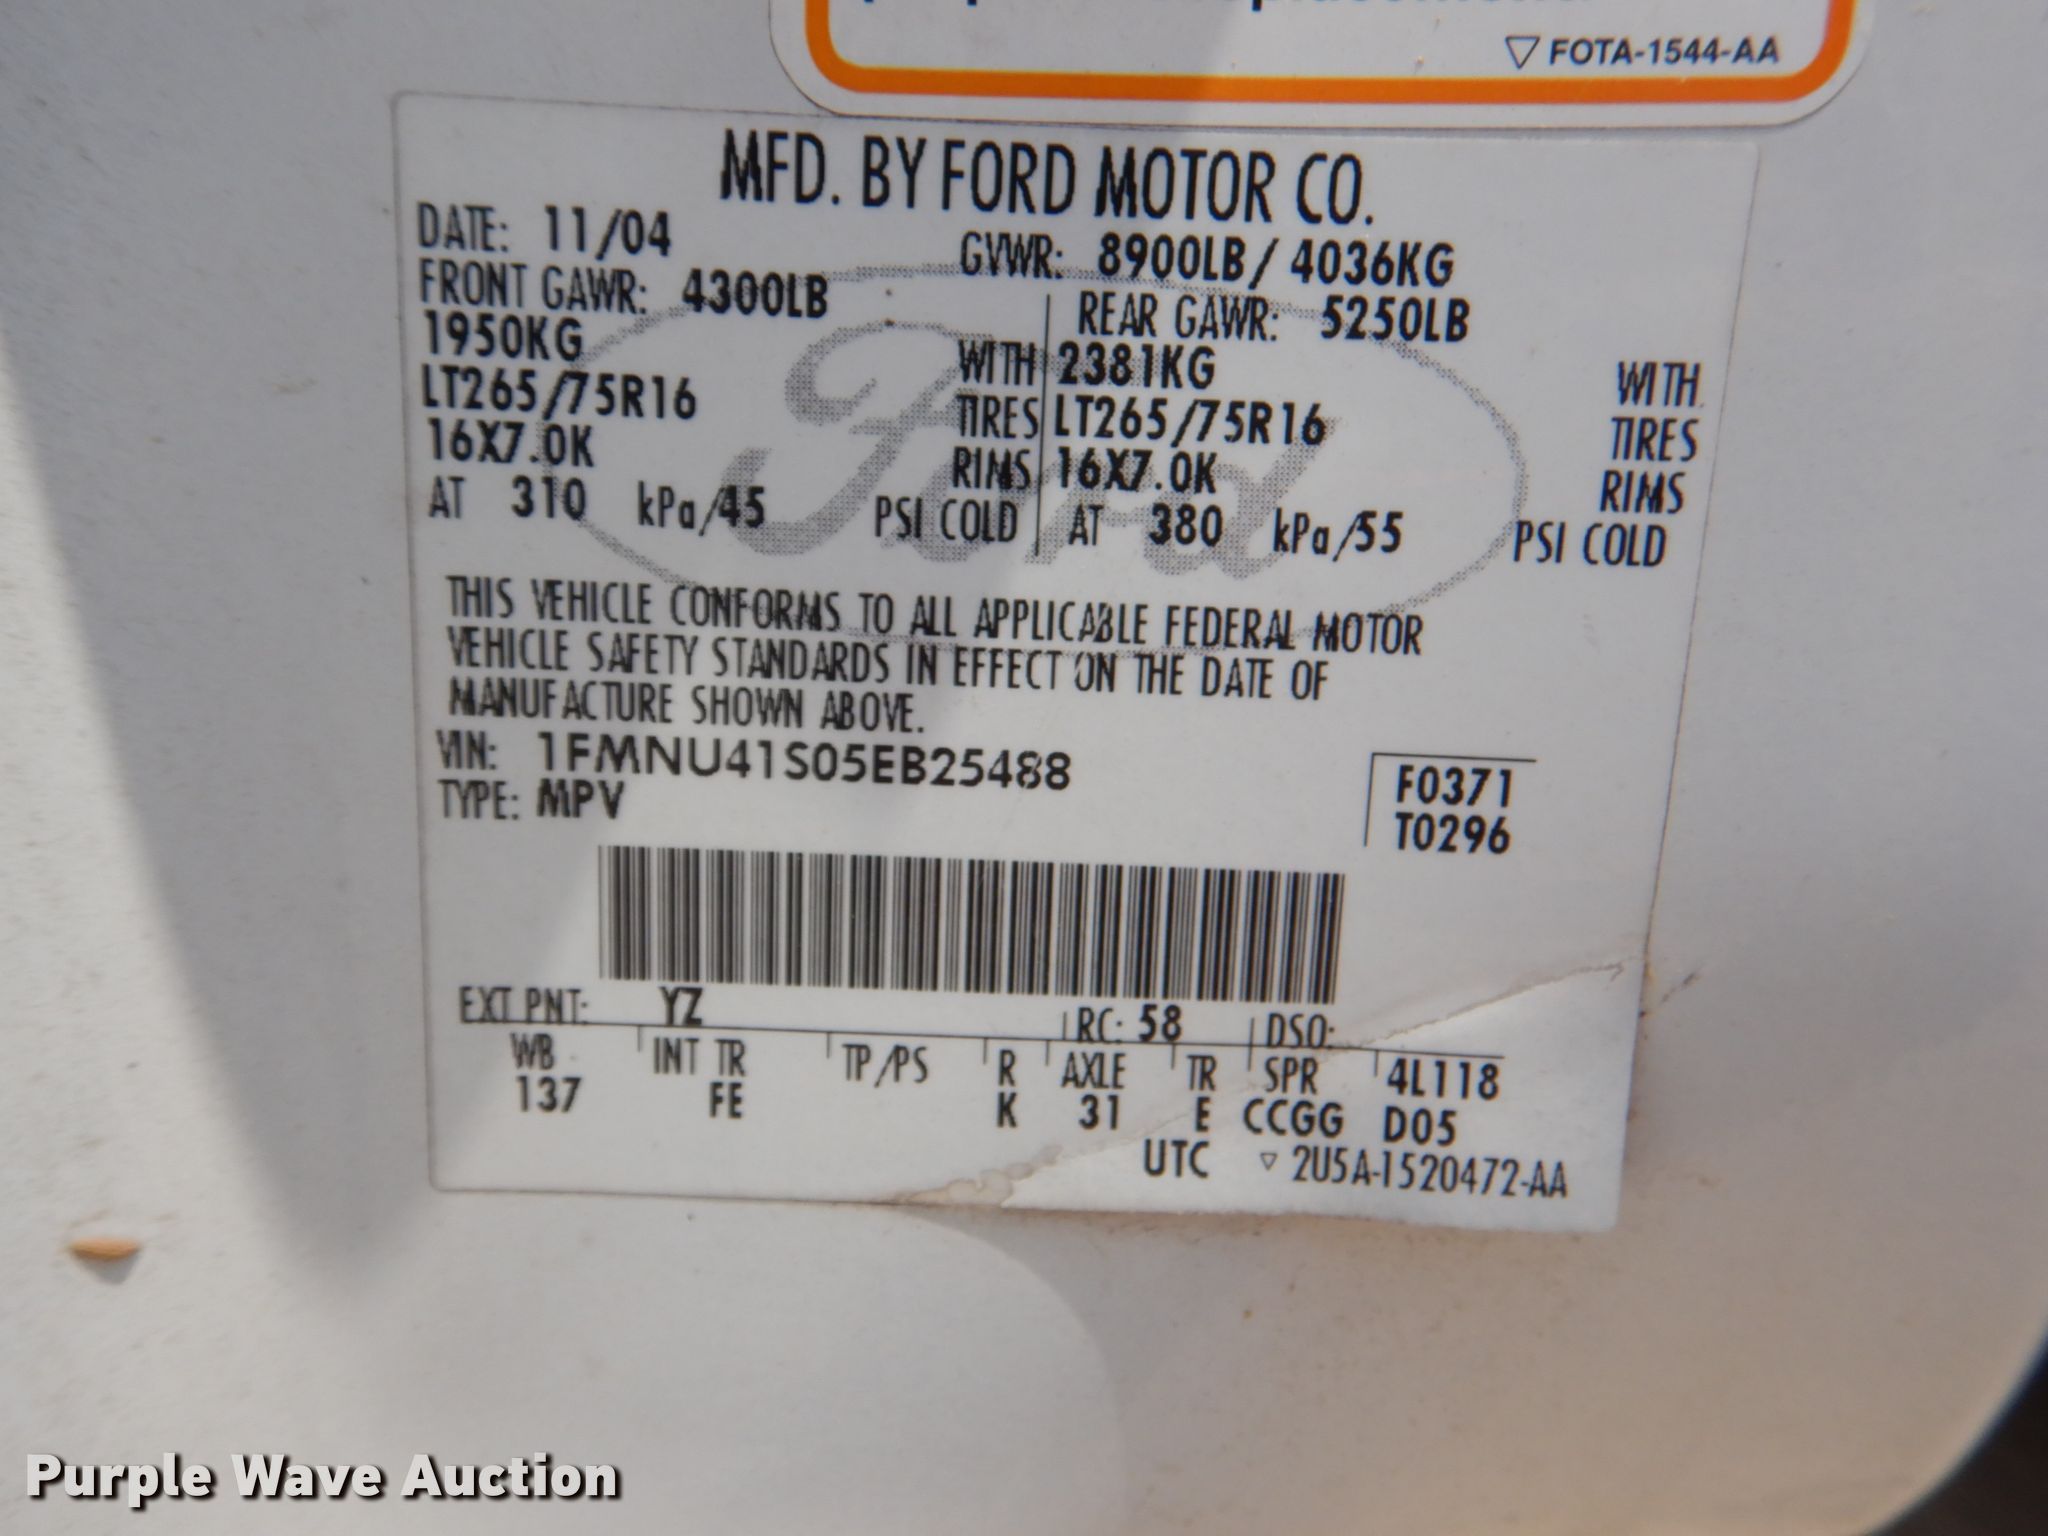 FOTA-1544-AA
MFD. BY FORD MOTOR CO.
DATE: 11/04 GVWR: 8900LB/ 4036KG
FRONT GAWR: 4300LB REAR GAWR: 5250LB
1950KG WITH 2381KG WITH
LT265/75R16 TIRES LT265/75R16 TIRES
16X7.0K RIMS 16X7.0K RIMS
AT 310 kPa/45 PSI COLD AT 380 kPa/55 PSI COLD
Ford
THIS VEHICLE CONFORMS TO ALL APPLICABLE FEDERAL MOTOR
VEHICLE SAFETY STANDARDS IN EFFECT ON THE DATE OF
MANUFACTURE SHOWN ABOVE.
VIN: 1FMNU41S05EB25488
TYPE: MPV
F0371
T0296
EXT PNT: YZ RC: 58 DSO:
WB INT TR TP/PS R AXLE TR SPR 4L118
137 FE K 31 E CCGG D05
UTC 2U5A-1520472-AA
Purple Wave Auction